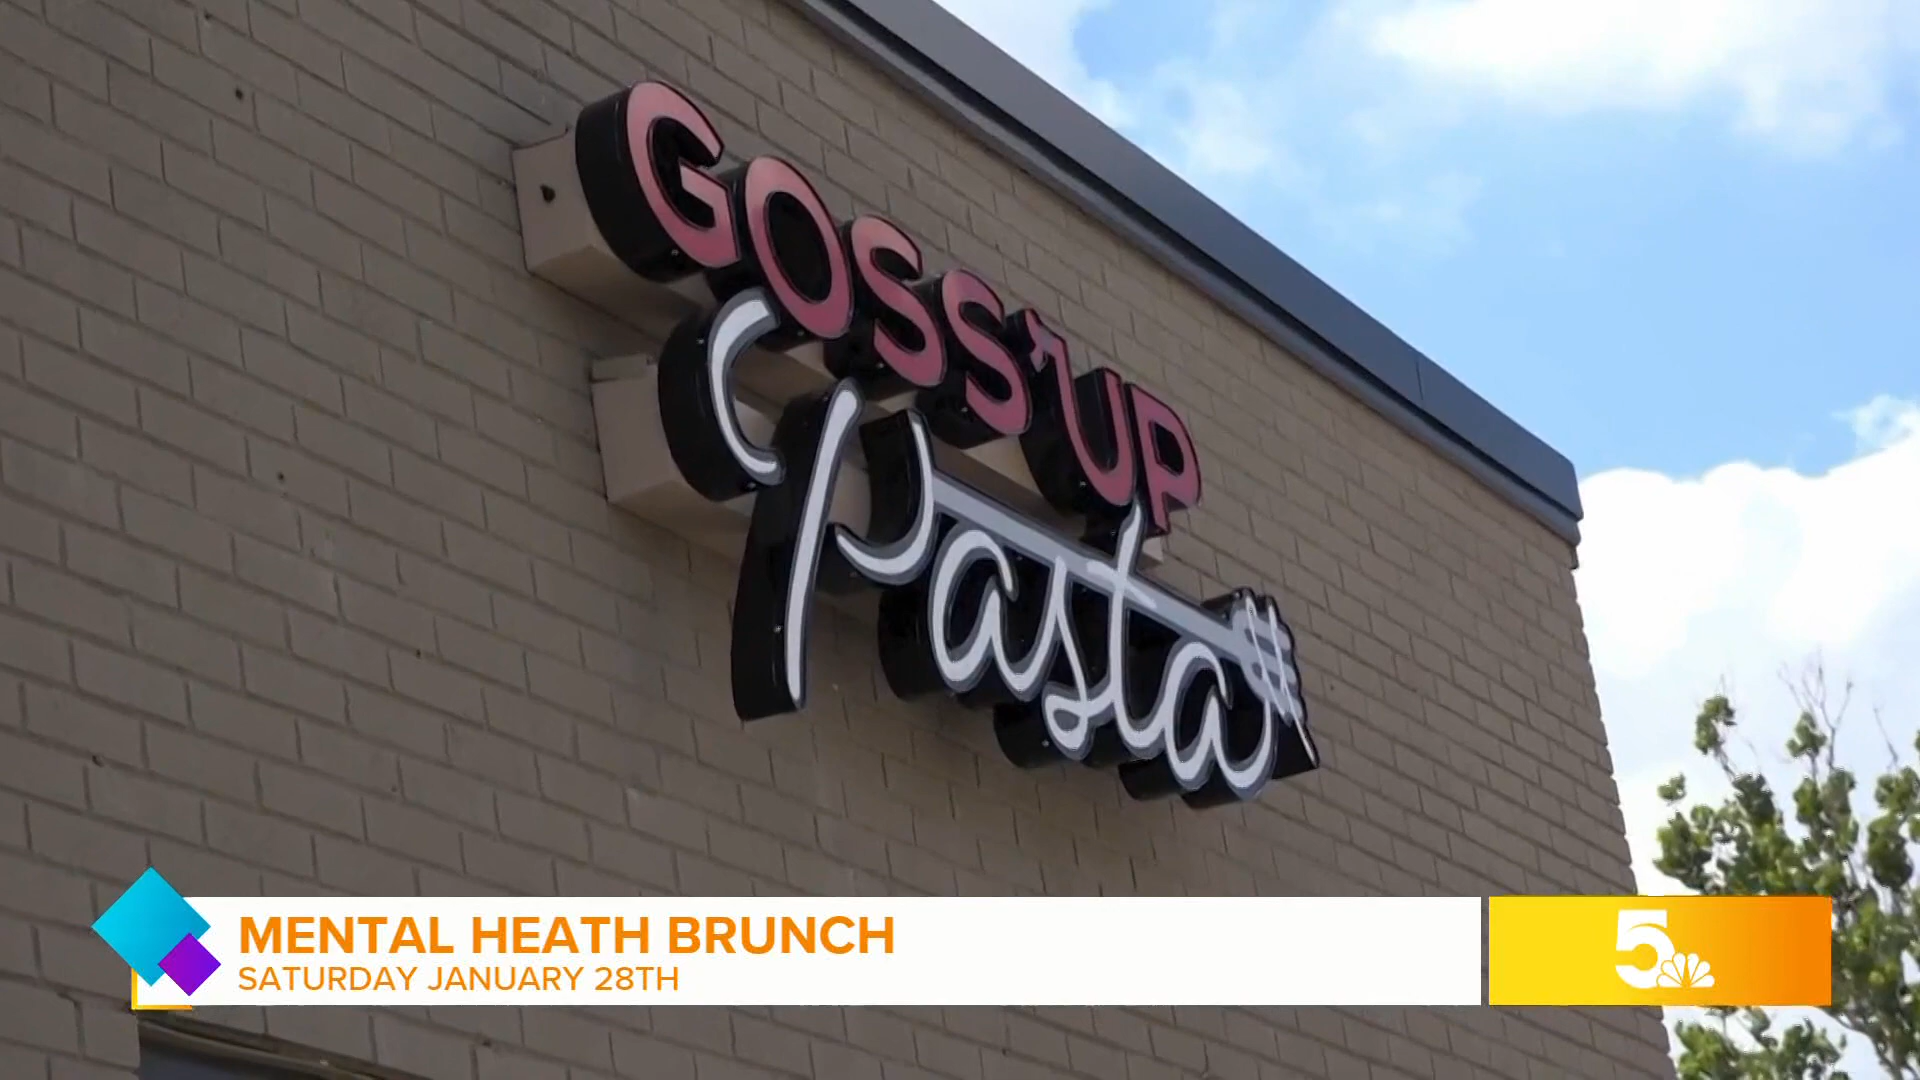 GOSS'UP
Pasta
MENTAL HEATH BRUNCH
SATURDAY JANUARY 28TH
5